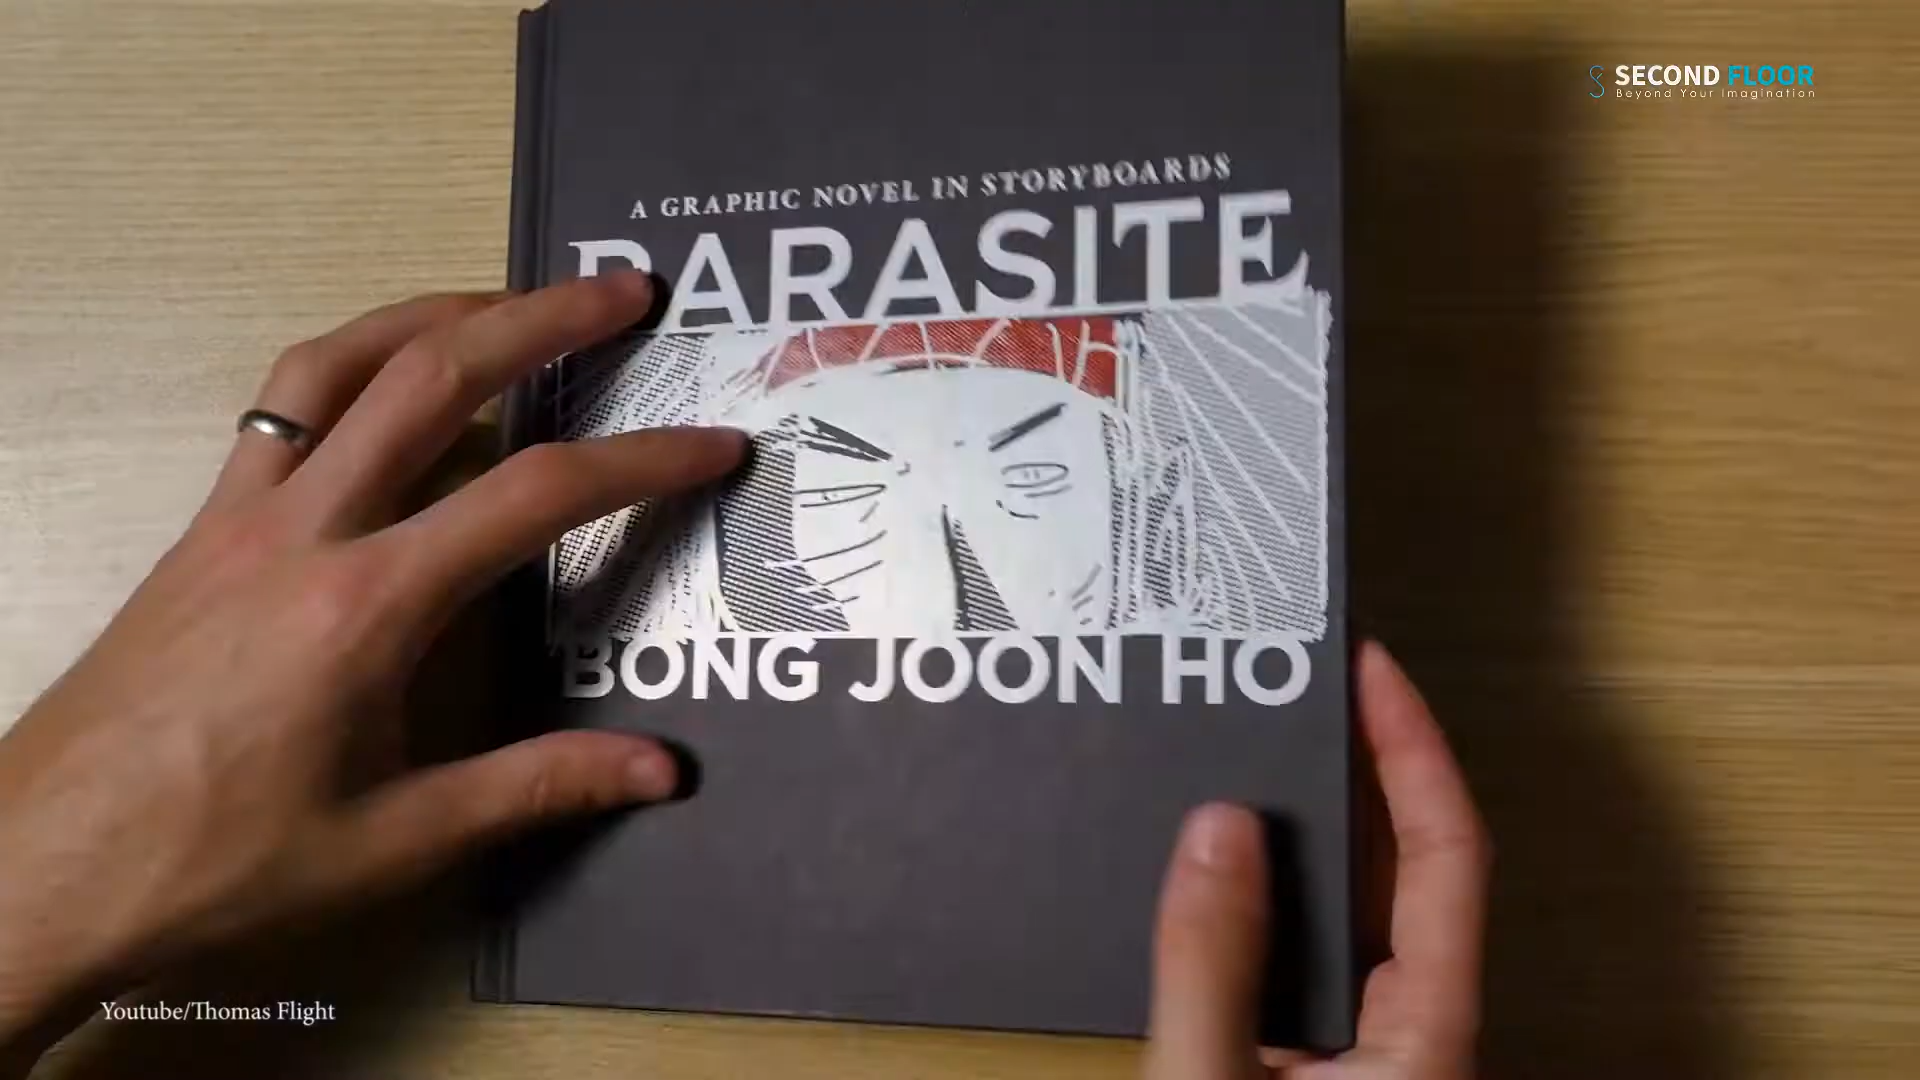 SECOND FLOOR
Beyond Your Imagination
A GRAPHIC NOVEL IN STORYBOARDS
PARASITE
BONG JOON HO
Youtube/Thomas Flight